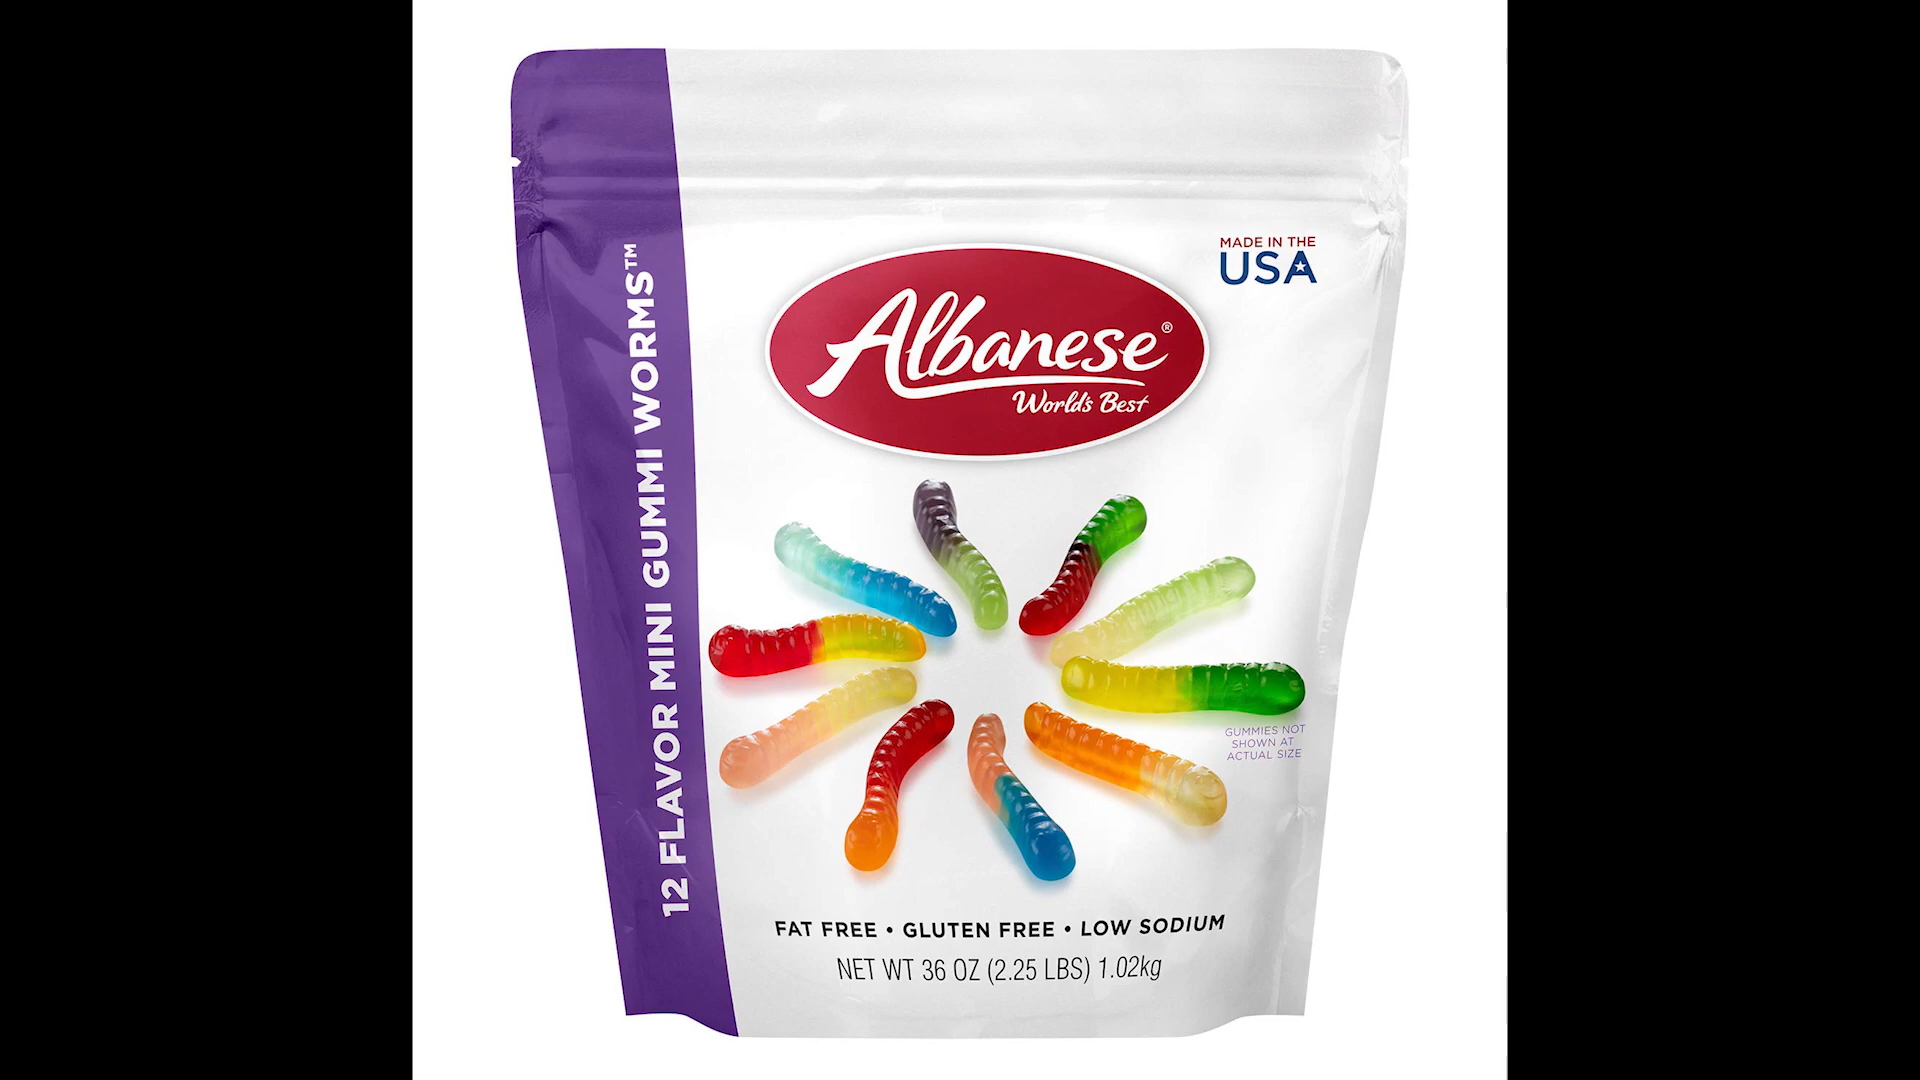 12 FLAVOR MINI GUMMI WORMS™
MADE IN THE
USA
Albanese®
World's Best
GUMMIES NOT
SHOWN AT
ACTUAL SIZE
FAT FREE • GLUTEN FREE • LOW SODIUM
NET WT 36 OZ (2.25 LBS) 1.02kg